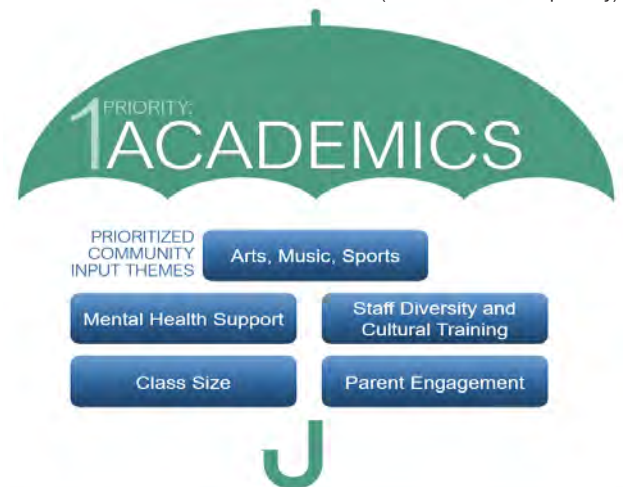 1 PRIORITY:
ACADEMICS
PRIORITIZED
COMMUNITY
INPUT THEMES
Arts, Music, Sports
Mental Health Support
Staff Diversity and
Cultural Training
Class Size
Parent Engagement